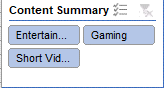 Content Summary
Entertain... Gaming
Short Vid...